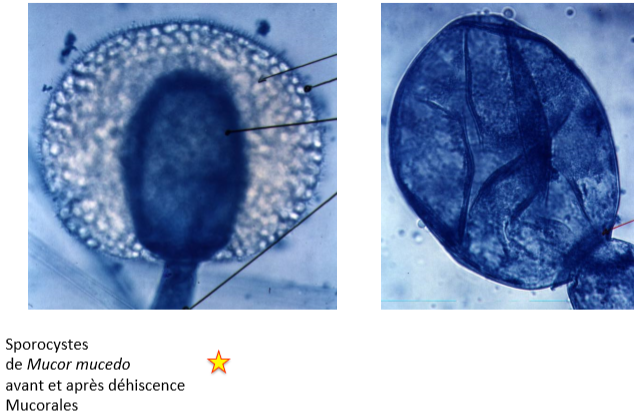 Sporocystes
de Mucor mucedo
avant et après déhiscence
Mucorales